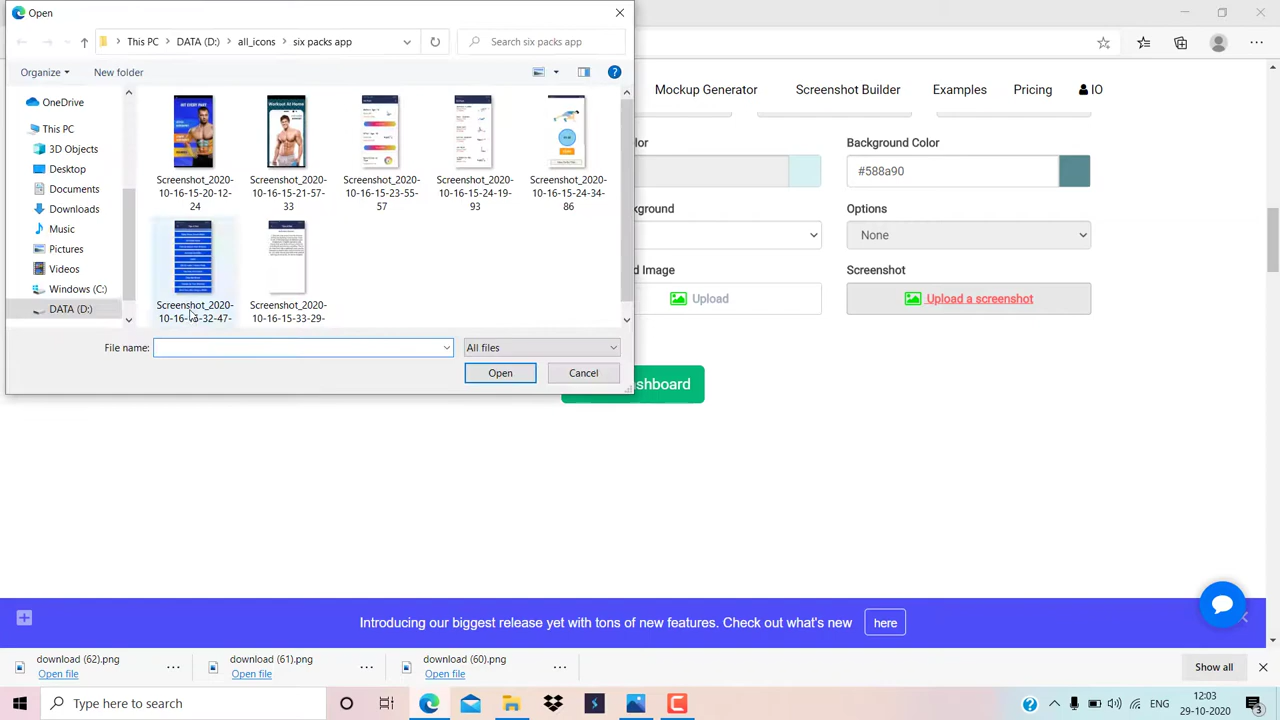 Open
This PC
DATA (D:)
all_icons
six packs app
Search six packs app
Organize
New folder
OneDrive
This PC
3D Objects
Desktop
Documents
Downloads
Music
Pictures
Videos
Windows (C:)
DATA (D:)
Workout At Home
Screenshot_2020-
10-16-15-20-12-
24
Screenshot_2020-
10-16-15-21-57-
33
Screenshot_2020-
10-16-15-23-55-
57
Screenshot_2020-
10-16-15-24-19-
93
Screenshot_2020-
10-16-15-24-34-
86
Screenshot_2020-
Screenshot_2020-
10-16-15-33-29-
File name:
All files
Open
Cancel
Mockup Generator
Screenshot Builder
Examples
Pricing
IO
Background Color
#588a90
Options
None
Screenshot
Upload
Upload a screenshot
Introducing our biggest release yet with tons of new features. Check out what's new
here
download (62).png
Open file
download (61).png
Open file
download (60).png
Open file
Show all
Type here to search
ENG
12:03
29-10-2020
3